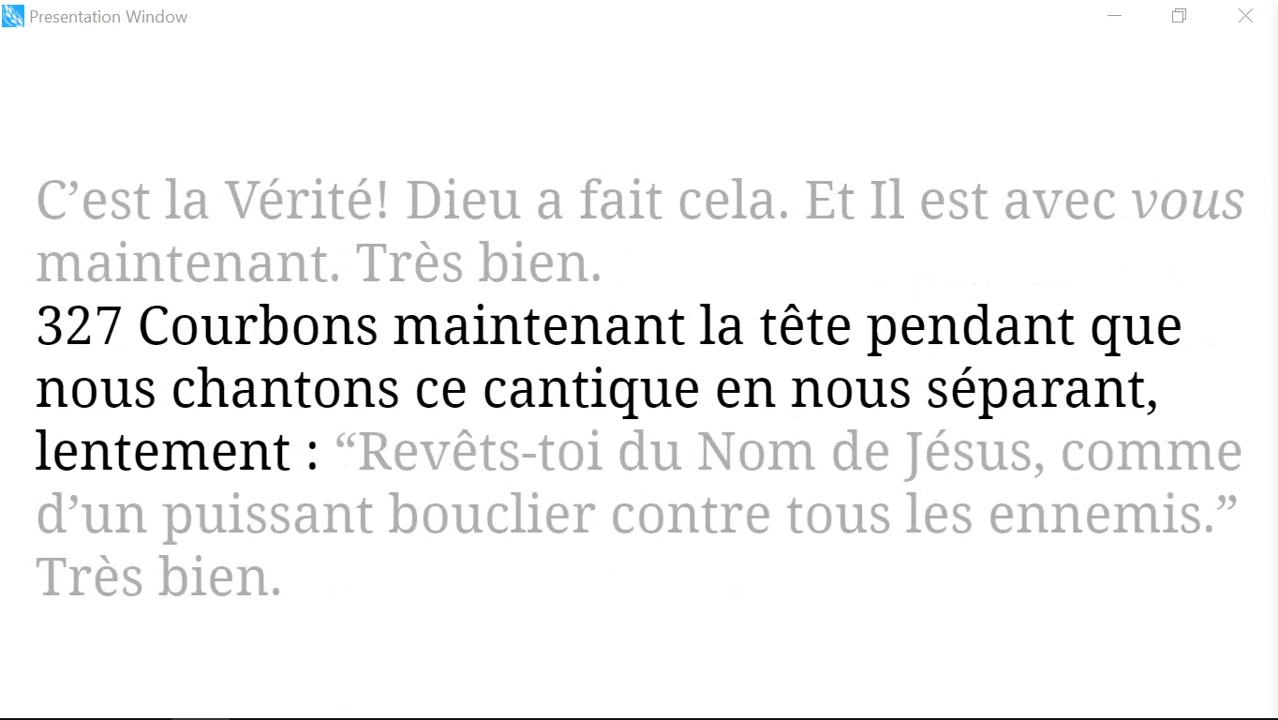 Presentation Window
C’est la Vérité! Dieu a fait cela. Et Il est avec vous
maintenant. Très bien.
327 Courbons maintenant la tête pendant que
nous chantons ce cantique en nous séparant,
lentement : “Revêts-toi du Nom de Jésus, comme
d’un puissant bouclier contre tous les ennemis.”
Très bien.